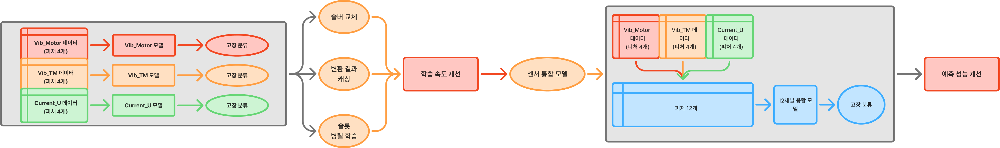 Vib_Motor 데이터
(피처 4개)
Vib_Motor 모델
고장 분류
Vib_TM 데이터
(피처 4개)
Vib_TM 모델
고장 분류
Current_U 데이터
(피처 4개)
Current_U 모델
고장 분류
솔버 교체
변환 결과
캐싱
슬롯
병렬 학습
학습 속도 개선
센서 통합 모델
Vib_Motor
데이터
(피처 4개)
Vib_TM 데
이터
(피처 4개)
Current_U
데이터
(피처 4개)
피처 12개
12채널 융합 모
델
고장 분류
예측 성능 개선